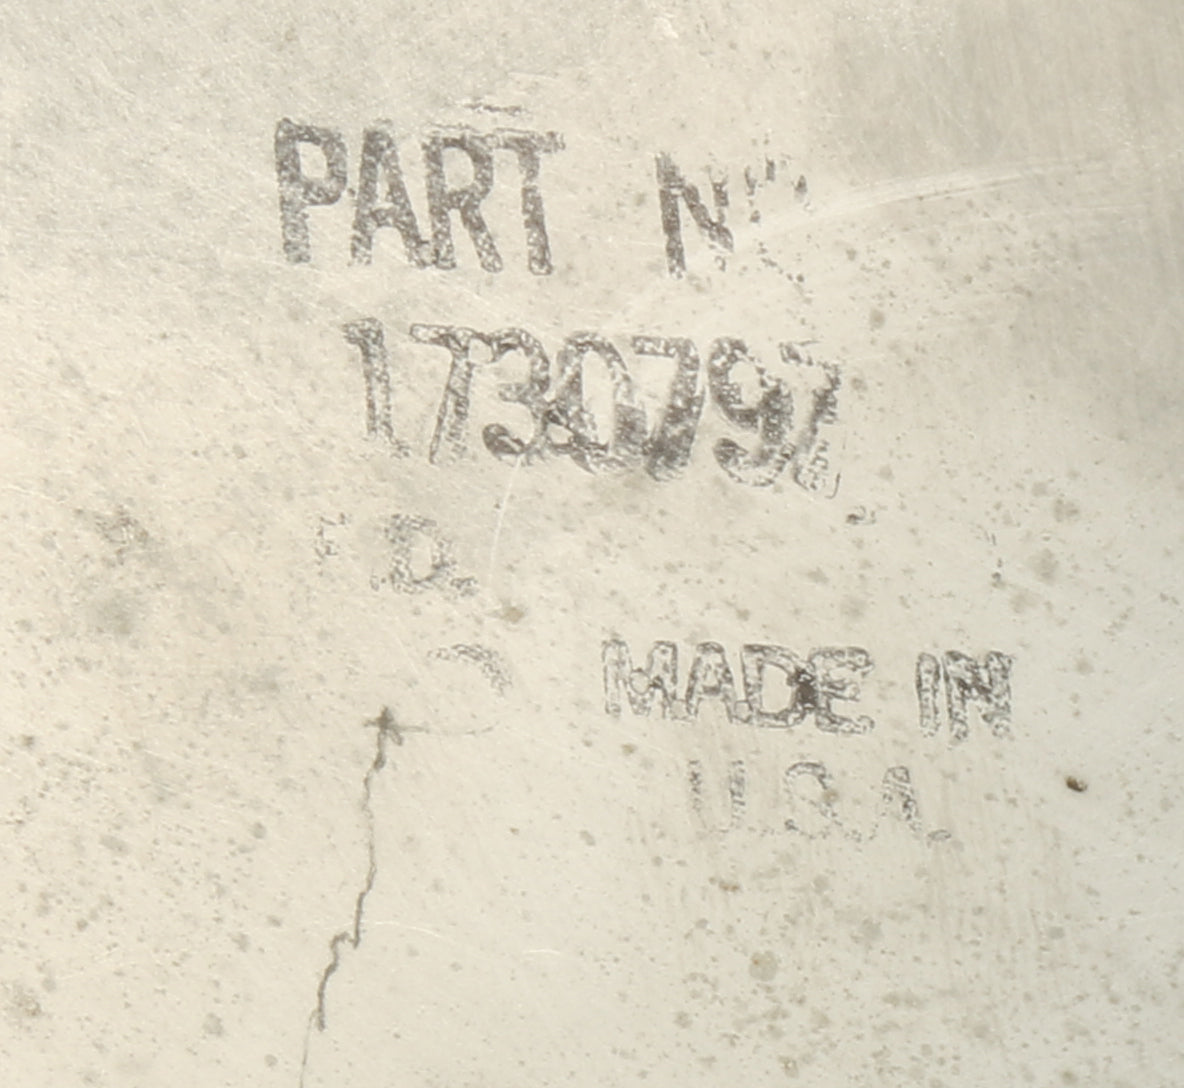 PART NO
1730797
D.
MADE IN
U.S.A.